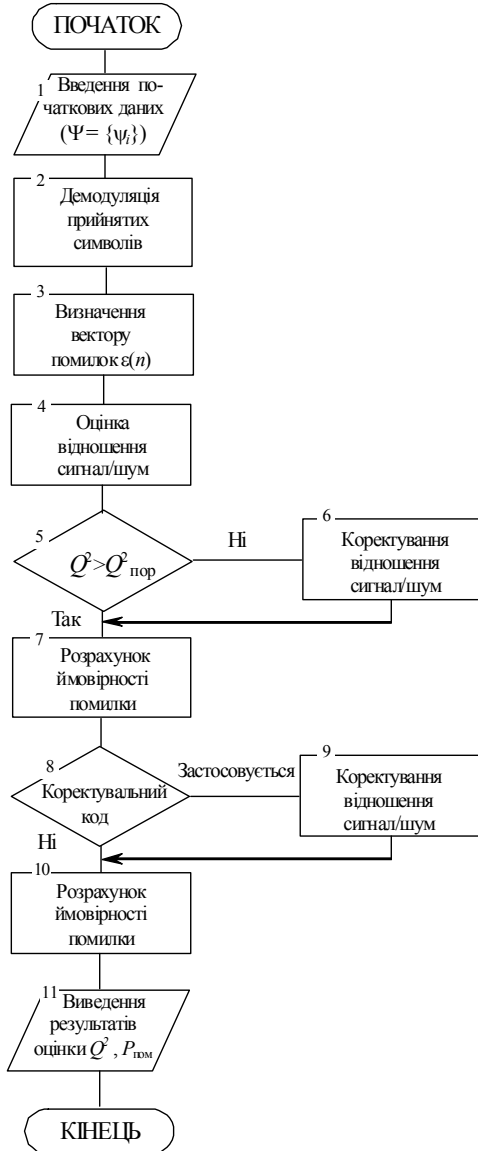 ПОЧАТОК
1 Введення по-
чаткових даних
(Ψ = {ψi})
2
Демодуляція
прийнятих
символів
3
Визначення
вектору
помилок ε(n)
4
Оцінка
відношення
сигнал/шум
5
Q²>Q²пор
Ні
6
Коректування
відношення
сигнал/шум
Так
7
Розрахунок
ймовірності
помилки
8
Коректувальний
код
Застосовується
9
Коректування
відношення
сигнал/шум
Ні
10
Розрахунок
ймовірності
помилки
11
Виведення
результатів
оцінки Q² , Pпом
КІНЕЦЬ